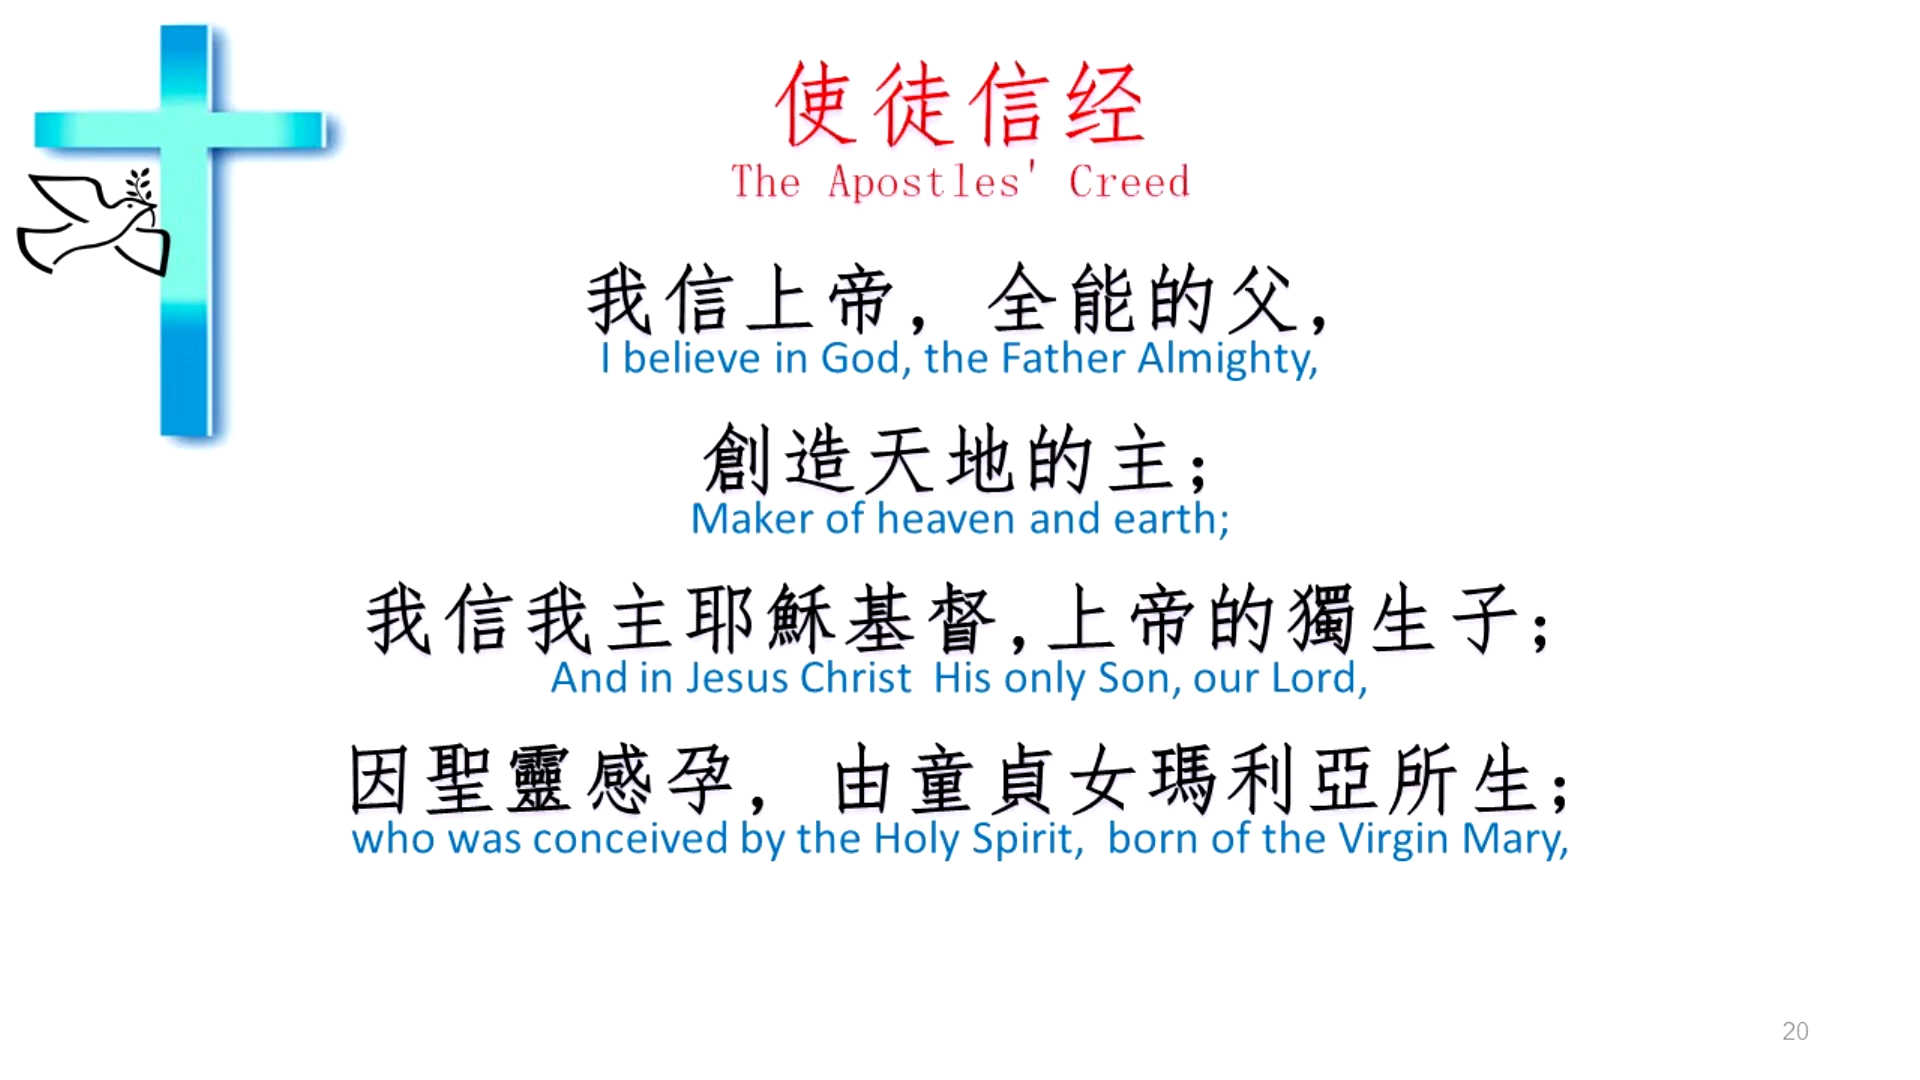 使徒信经
The Apostles' Creed
我信上帝，全能的父，
I believe in God, the Father Almighty,
創造天地的主；
Maker of heaven and earth;
我信我主耶穌基督，上帝的獨生子；
And in Jesus Christ  His only Son, our Lord,
因聖靈感孕，由童貞女瑪利亞所生；
who was conceived by the Holy Spirit,  born of the Virgin Mary,
20